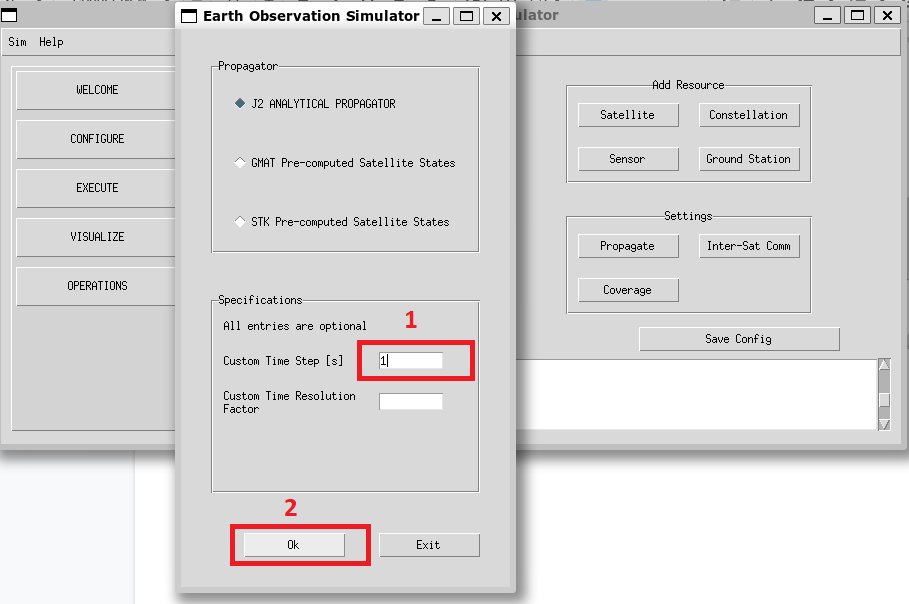 Earth Observation Simulator
ulator
Sim Help
WELCOME
CONFIGURE
EXECUTE
VISUALIZE
OPERATIONS
Propagator
J2 ANALYTICAL PROPAGATOR
GMAT Pre-computed Satellite States
STK Pre-computed Satellite States
Specifications
All entries are optional
1
Custom Time Step [s] 1
Custom Time Resolution
Factor
2
Ok Exit
Add Resource
Satellite Constellation
Sensor Ground Station
Settings
Propagate Inter-Sat Comm
Coverage
Save Config